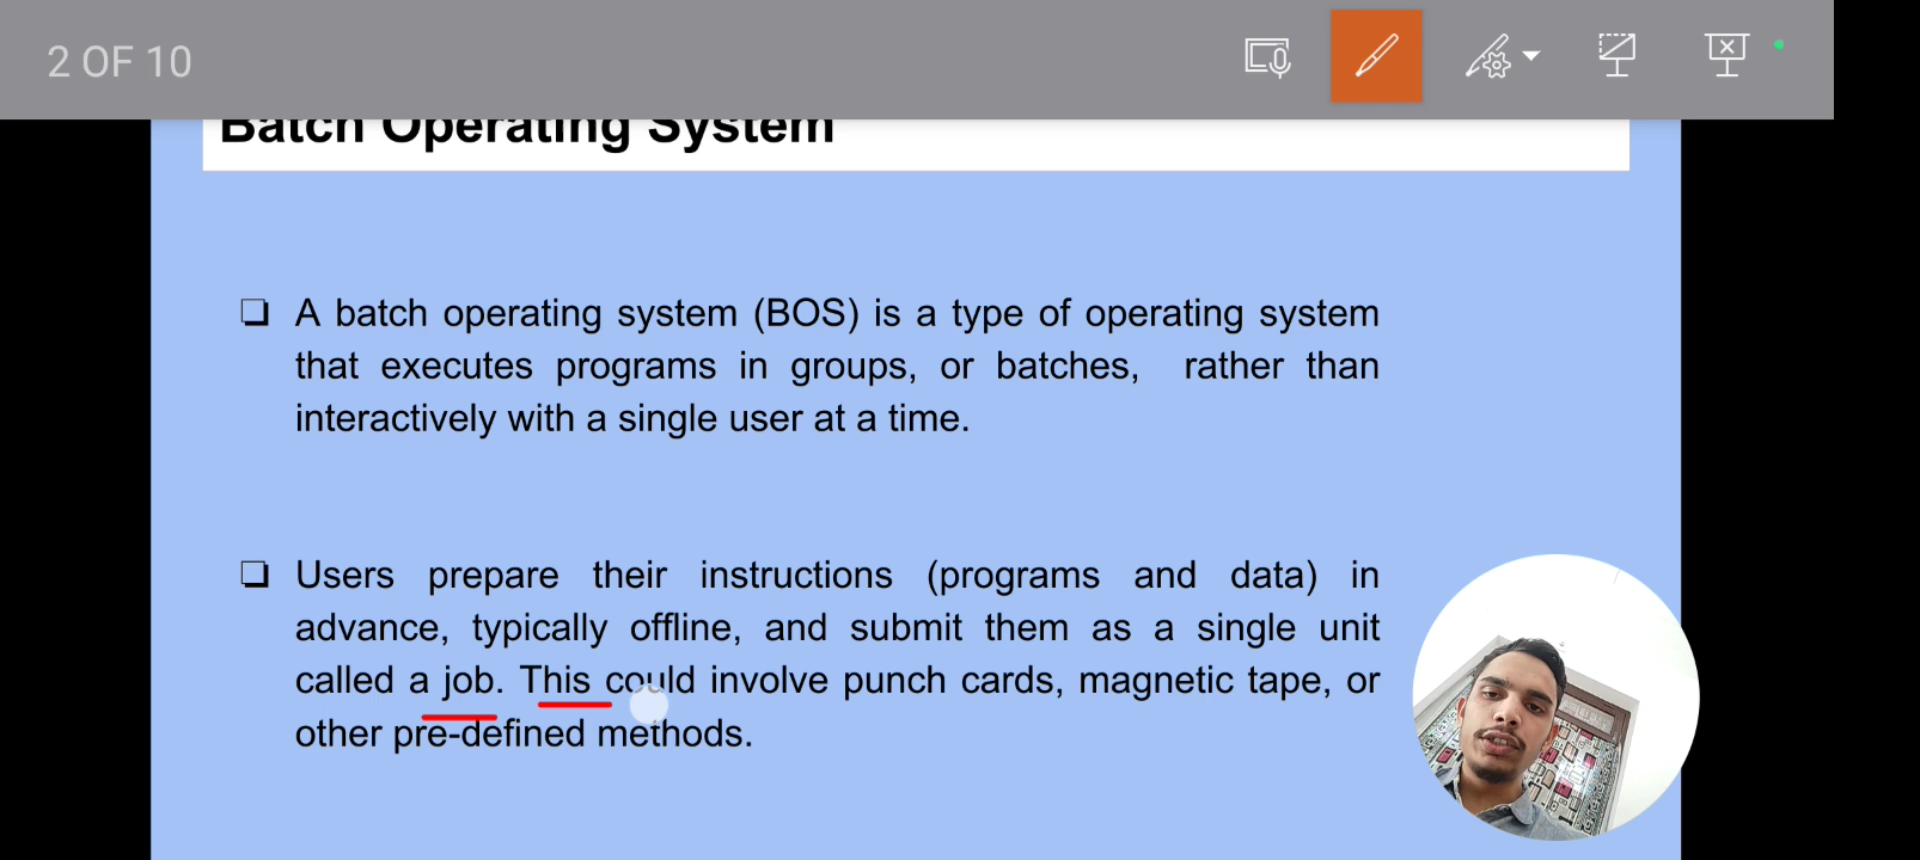 2 OF 10
Batch Operating System
❑ A batch operating system (BOS) is a type of operating system
that executes programs in groups, or batches, rather than
interactively with a single user at a time.
❑ Users prepare their instructions (programs and data) in
advance, typically offline, and submit them as a single unit
called a job. This could involve punch cards, magnetic tape, or
other pre-defined methods.